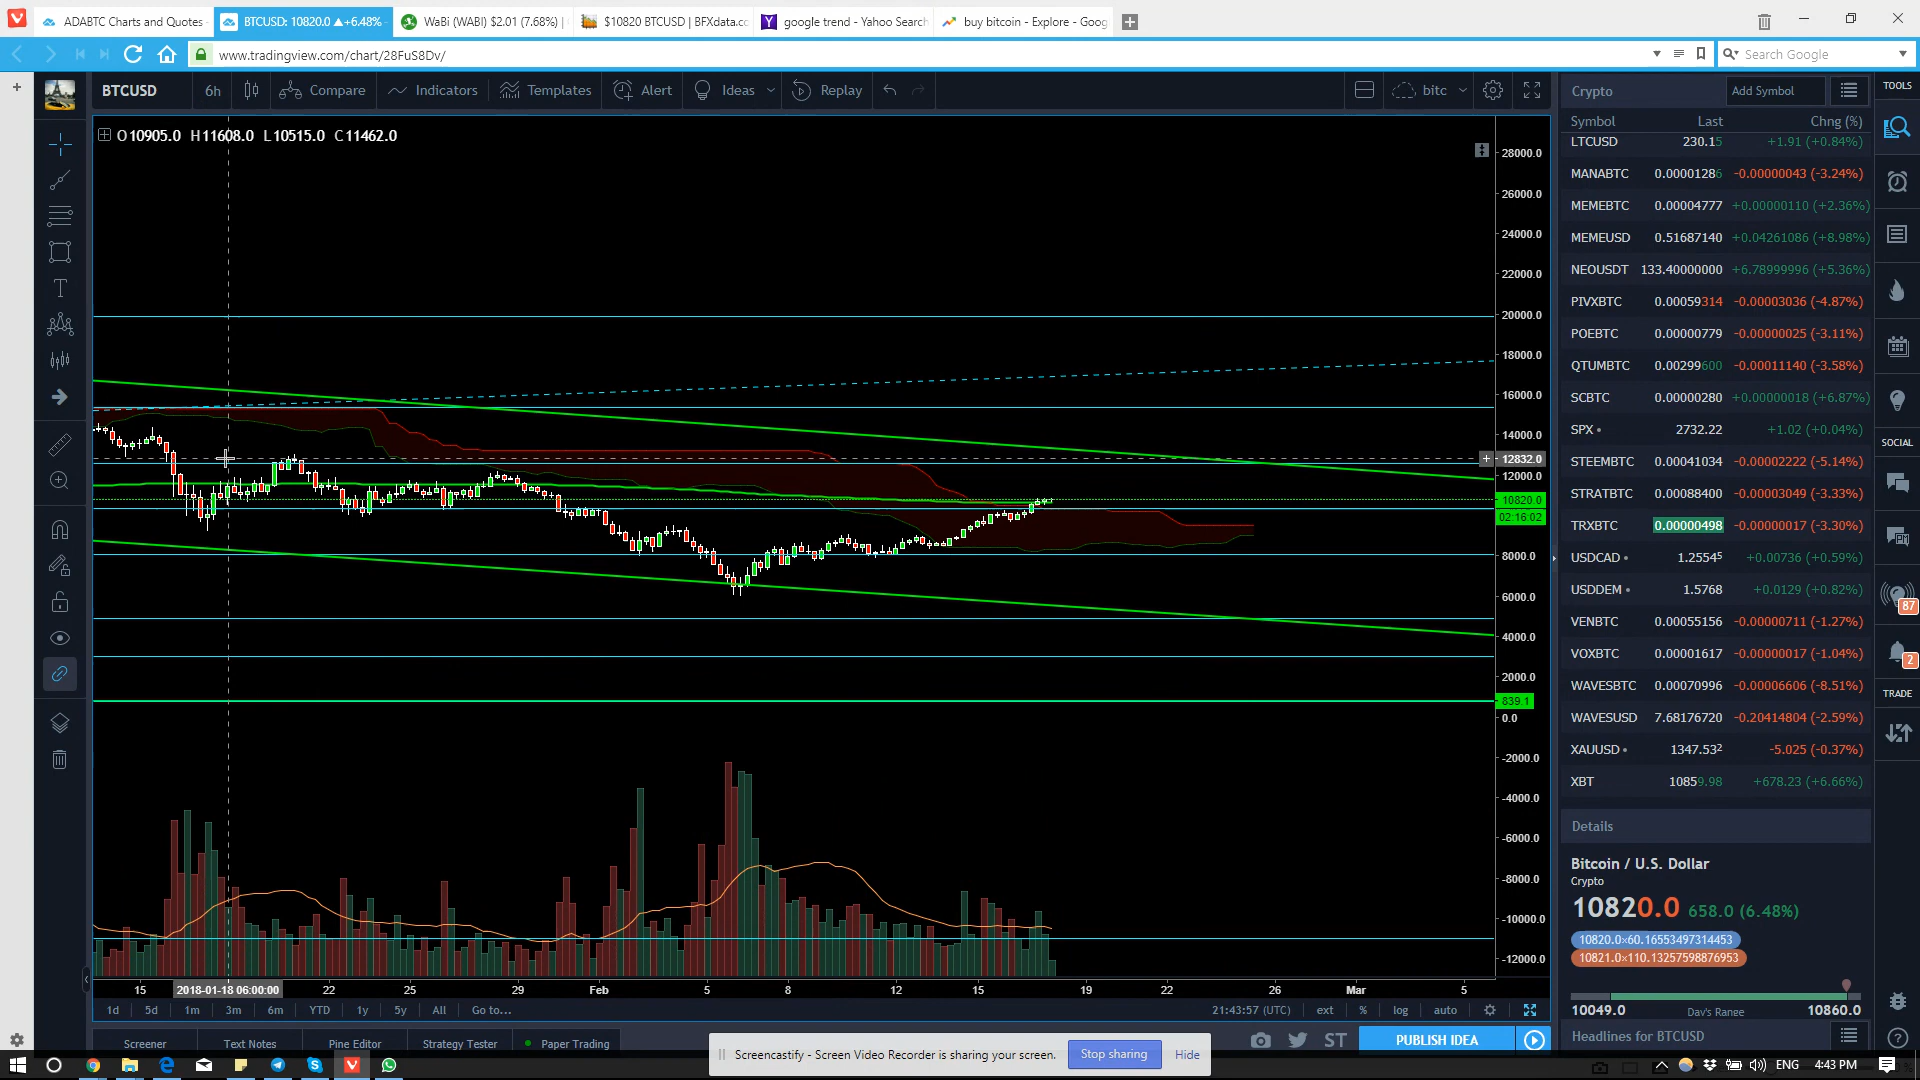 ADABTC Charts and Quotes
BTCUSD: 10820.0 ▲+6.48%
WaBi (WABI) $2.01 (7.68%) |
$10820 BTCUSD | BFXdata.cc
google trend - Yahoo Search
buy bitcoin - Explore - Goog
www.tradingview.com/chart/28FuS8Dv/
Search Google
BTCUSD
6h
Compare
Indicators
Templates
Alert
Ideas
Replay
bitc
O10905.0 H11608.0 L10515.0 C11462.0
28000.0
26000.0
24000.0
22000.0
20000.0
18000.0
16000.0
14000.0
12832.0
12000.0
10820.0
02:16:02
8000.0
6000.0
4000.0
2000.0
839.1
0.0
-2000.0
-4000.0
-6000.0
-8000.0
-10000.0
-12000.0
15 2018-01-18 06:00:00 22 25 29 Feb 5 8 12 15 19 22 26 Mar 5
1d 5d 1m 3m 6m YTD 1y 5y All Go to...
21:43:57 (UTC) ext % log auto
Screener
Text Notes
Pine Editor
Strategy Tester
Paper Trading
ST
PUBLISH IDEA
Screencastify - Screen Video Recorder is sharing your screen.
Stop sharing
Hide
Crypto
Add Symbol
Symbol Last Chng (%)
LTCUSD 230.15 +1.91 (+0.84%)
MANABTC 0.00001286 -0.00000043 (-3.24%)
MEMEBTC 0.00004777 +0.00000110 (+2.36%)
MEMEUSD 0.51687140 +0.04261086 (+8.98%)
NEOUSDT 133.40000000 +6.78999996 (+5.36%)
PIVXBTC 0.00059314 -0.00003036 (-4.87%)
POEBTC 0.00000779 -0.00000025 (-3.11%)
QTUMBTC 0.00299600 -0.00011140 (-3.58%)
SCBTC 0.00000280 +0.00000018 (+6.87%)
SPX 2732.22 +1.02 (+0.04%)
STEEMBTC 0.00041034 -0.00002222 (-5.14%)
STRATBTC 0.00088400 -0.00003049 (-3.33%)
TRXBTC 0.00000498 -0.00000017 (-3.30%)
USDCAD 1.25545 +0.00736 (+0.59%)
USDDEM 1.5768 +0.0129 (+0.82%)
VENBTC 0.00055156 -0.00000711 (-1.27%)
VOXBTC 0.00001617 -0.00000017 (-1.04%)
WAVESBTC 0.00070996 -0.00006606 (-8.51%)
WAVESUSD 7.68176720 -0.20414804 (-2.59%)
XAUUSD 1347.532 -5.025 (-0.37%)
XBT 10859.98 +678.23 (+6.66%)
Details
Bitcoin / U.S. Dollar
Crypto
10820.0 658.0 (6.48%)
10820.0×60.16553497314453
10821.0×110.13257598876953
10049.0 Day's Range 10860.0
Headlines for BTCUSD
TOOLS
SOCIAL
87
2
TRADE
ENG
4:43 PM